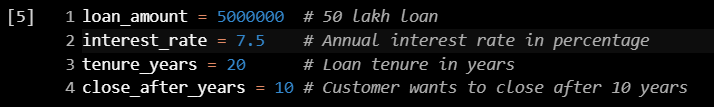 [5] 1 loan_amount = 5000000 # 50 lakh loan
2 interest_rate = 7.5 # Annual interest rate in percentage
3 tenure_years = 20 # Loan tenure in years
4 close_after_years = 10 # Customer wants to close after 10 years